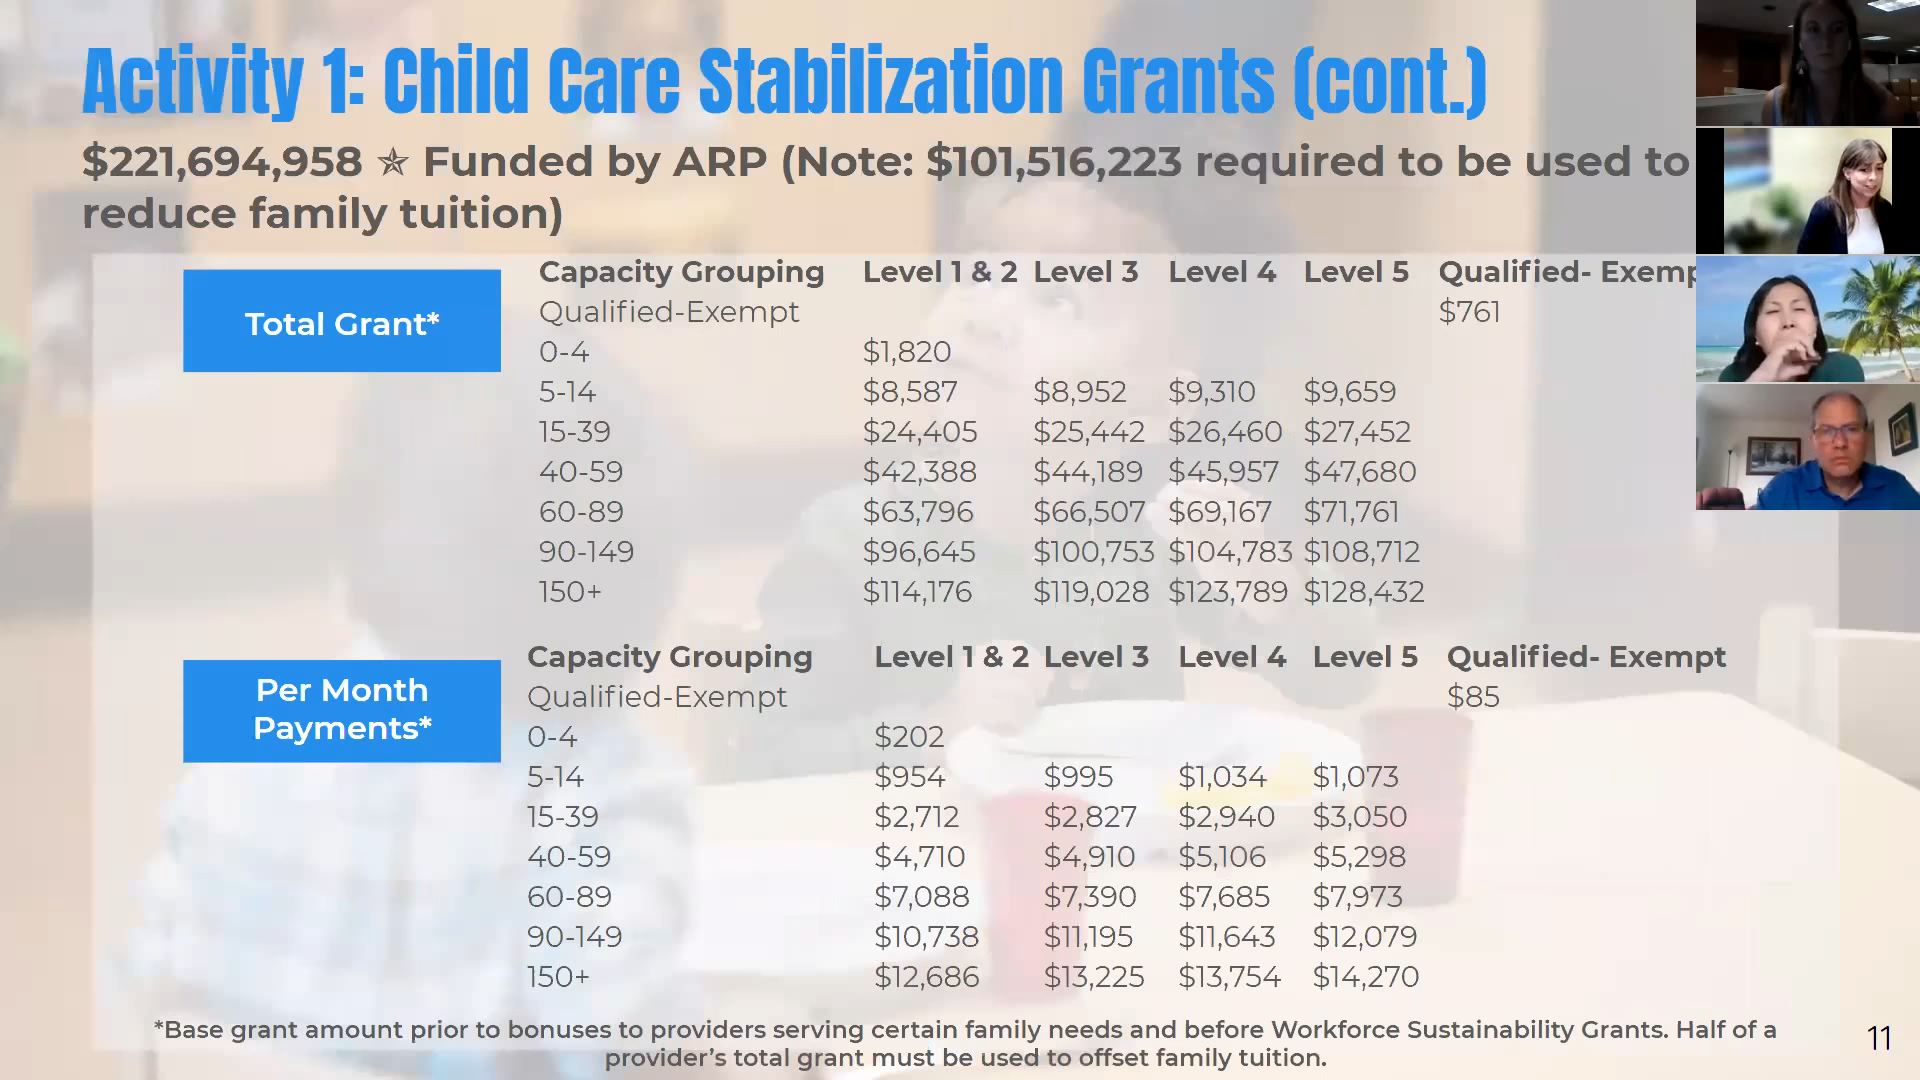 Activity 1: Child Care Stabilization Grants (cont.)
$221,694,958 ✯ Funded by ARP (Note: $101,516,223 required to be used to
reduce family tuition)
Total Grant*
Capacity Grouping Level 1 & 2 Level 3 Level 4 Level 5 Qualified- Exemp
Qualified-Exempt $761
0-4 $1,820
5-14 $8,587 $8,952 $9,310 $9,659
15-39 $24,405 $25,442 $26,460 $27,452
40-59 $42,388 $44,189 $45,957 $47,680
60-89 $63,796 $66,507 $69,167 $71,761
90-149 $96,645 $100,753 $104,783 $108,712
150+ $114,176 $119,028 $123,789 $128,432
Per Month
Payments*
Capacity Grouping Level 1 & 2 Level 3 Level 4 Level 5 Qualified- Exempt
Qualified-Exempt $85
0-4 $202
5-14 $954 $995 $1,034 $1,073
15-39 $2,712 $2,827 $2,940 $3,050
40-59 $4,710 $4,910 $5,106 $5,298
60-89 $7,088 $7,390 $7,685 $7,973
90-149 $10,738 $11,195 $11,643 $12,079
150+ $12,686 $13,225 $13,754 $14,270
*Base grant amount prior to bonuses to providers serving certain family needs and before Workforce Sustainability Grants. Half of a
provider's total grant must be used to offset family tuition.
11